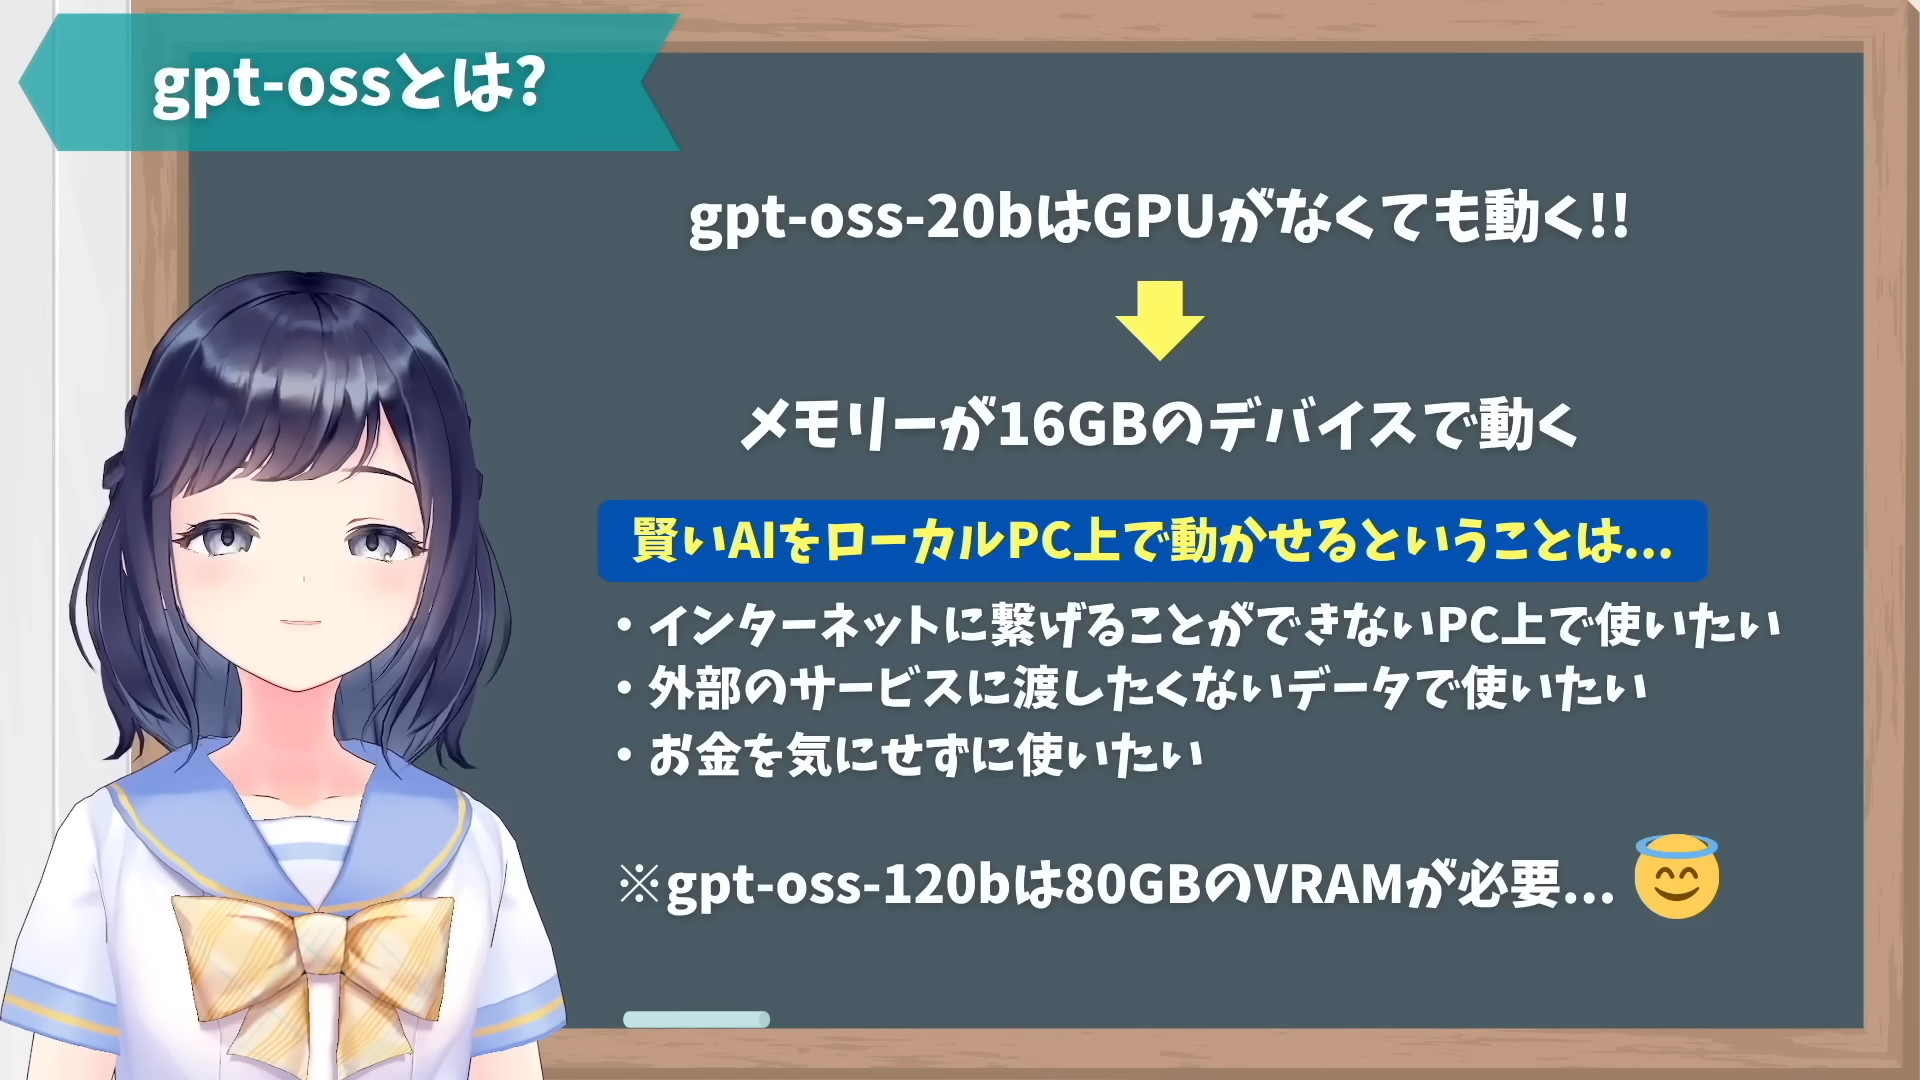 gpt-ossとは?
gpt-oss-20bはGPUがなくても動く!!
メモリーが16GBのデバイスで動く
賢いAIをローカルPC上で動かせるということは...
・インターネットに繋げることができないPC上で使いたい
・外部のサービスに渡したくないデータで使いたい
・お金を気にせずに使いたい
※gpt-oss-120bは80GBのVRAMが必要...